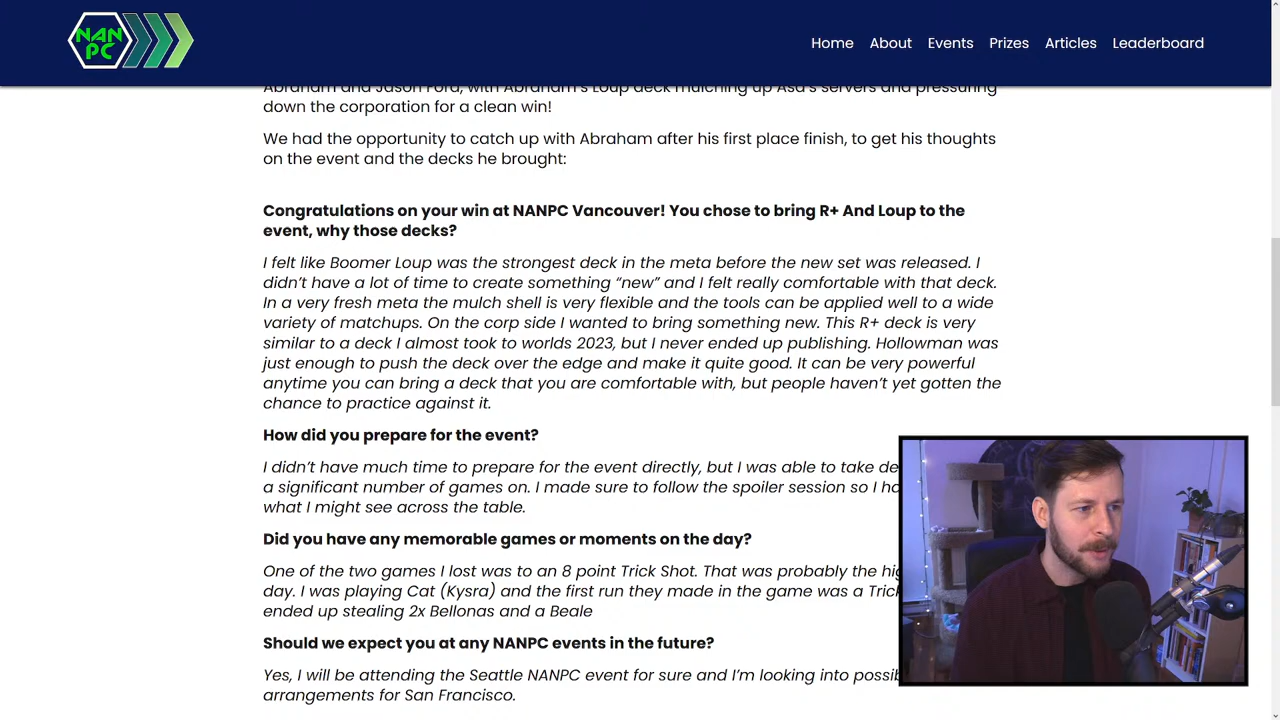 NAN
PC
Home About Events Prizes Articles Leaderboard
Abraham and Jason Ford, with Abraham's Loup deck mulching up Asa's servers and pressuring
down the corporation for a clean win!
We had the opportunity to catch up with Abraham after his first place finish, to get his thoughts
on the event and the decks he brought:
Congratulations on your win at NANPC Vancouver! You chose to bring R+ And Loup to the
event, why those decks?
I felt like Boomer Loup was the strongest deck in the meta before the new set was released. I
didn't have a lot of time to create something “new” and I felt really comfortable with that deck.
In a very fresh meta the mulch shell is very flexible and the tools can be applied well to a wide
variety of matchups. On the corp side I wanted to bring something new. This R+ deck is very
similar to a deck I almost took to worlds 2023, but I never ended up publishing. Hollowman was
just enough to push the deck over the edge and make it quite good. It can be very powerful
anytime you can bring a deck that you are comfortable with, but people haven't yet gotten the
chance to practice against it.
How did you prepare for the event?
I didn't have much time to prepare for the event directly, but I was able to take
a significant number of games on. I made sure to follow the spoiler session so I
what I might see across the table.
Did you have any memorable games or moments on the day?
One of the two games I lost was to an 8 point Trick Shot. That was probably the
day. I was playing Cat (Kysra) and the first run they made in the game was a
ended up stealing 2x Bellonas and a Beale
Should we expect you at any NANPC events in the future?
Yes, I will be attending the Seattle NANPC event for sure and I'm looking into
arrangements for San Francisco.